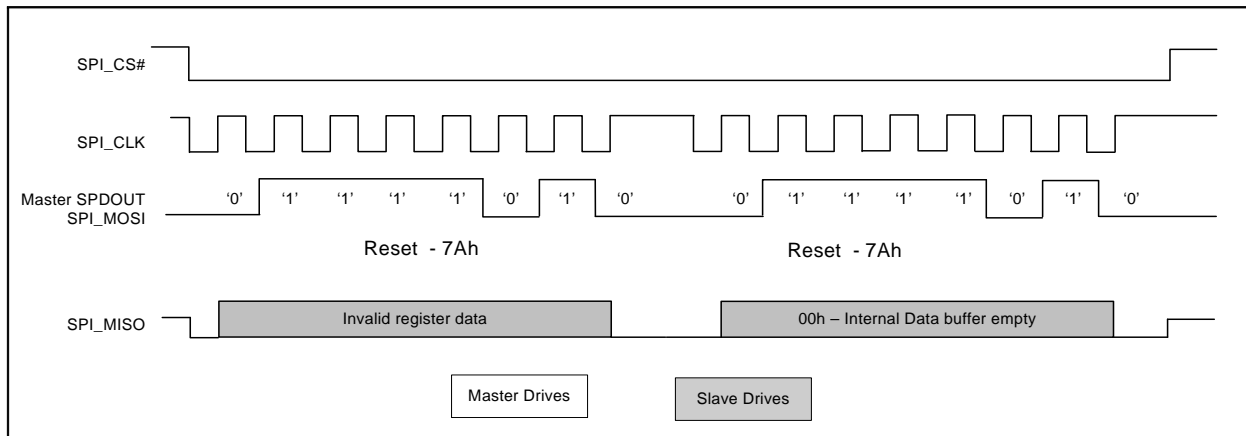 SPI_CS#
SPI_CLK
Master SPDOUT
SPI_MOSI
‘0’ ‘1’ ‘1’ ‘1’ ‘1’ ‘0’ ‘1’ ‘0’ ‘0’ ‘1’ ‘1’ ‘1’ ‘1’ ‘0’ ‘1’ ‘0’
Reset - 7Ah Reset - 7Ah
SPI_MISO
Invalid register data
00h – Internal Data buffer empty
Master Drives
Slave Drives